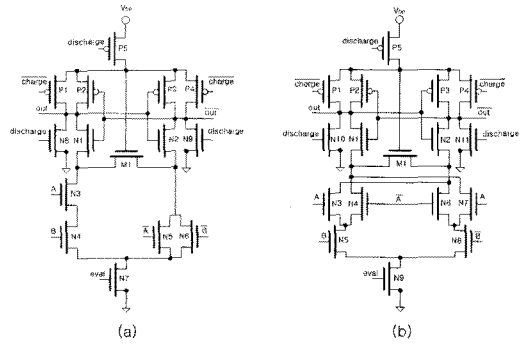 Vdd Vdd
discharge P5 discharge P5
charge P1 P2 P3 P4 charge charge P1 P2 P3 P4 charge
out out out out
discharge N8 N1 N2 N9 discharge discharge N10 N1 N2 N11 discharge
M1 M1
A N3 A N3 N4 A N6 N7 A
B N4 A N5 N6 B B N5 N8 B
eval N7 eval N9
(a) (b)